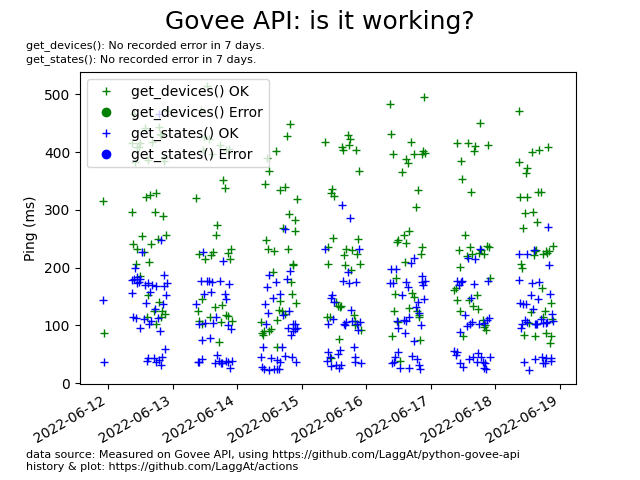 Govee API: is it working?
get_devices(): No recorded error in 7 days.
get_states(): No recorded error in 7 days.
get_devices() OK
get_devices() Error
get_states() OK
get_states() Error
500
400
300
200
100
0
Ping (ms)
2022-06-12
2022-06-13
2022-06-14
2022-06-15
2022-06-16
2022-06-17
2022-06-18
2022-06-19
data source: Measured on Govee API, using https://github.com/LaggAt/python-govee-api
history & plot: https://github.com/LaggAt/actions